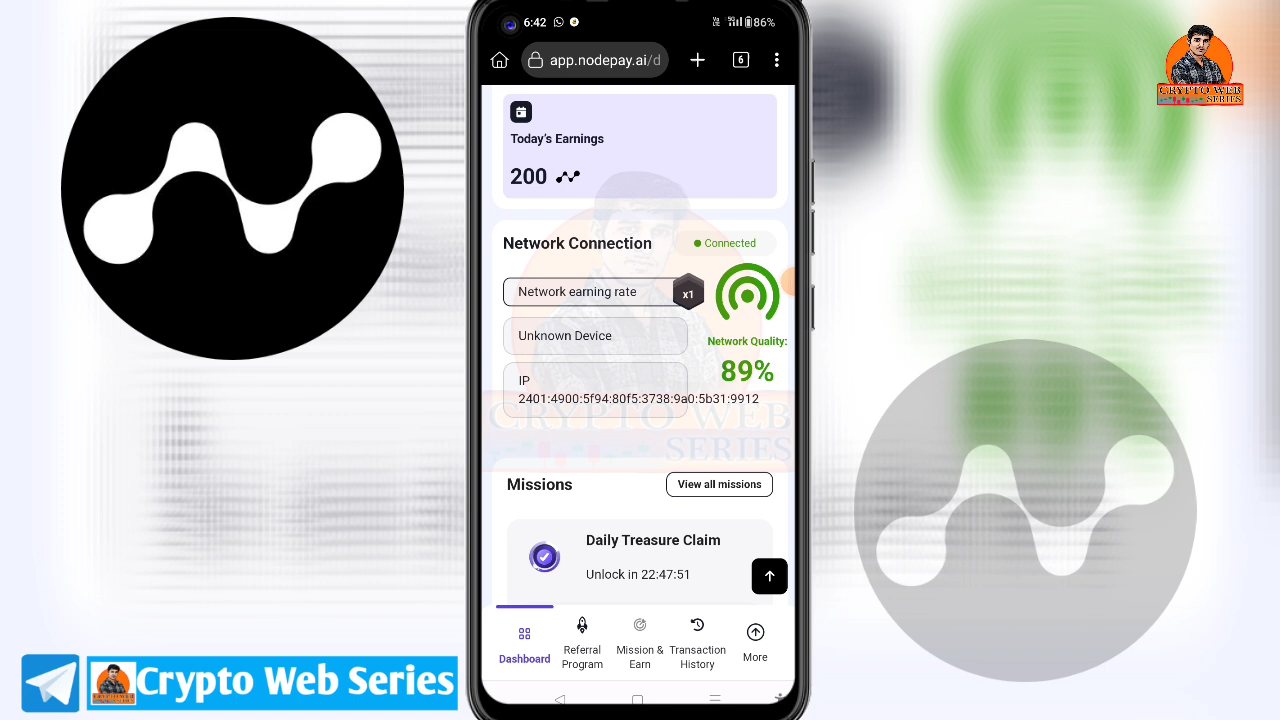 6:42
86%
app.nodepay.ai/d
6
CRYPTO WEB
SERIES
Today's Earnings
200
Network Connection
Connected
Network earning rate
x1
Unknown Device
Network Quality:
89%
IP
2401:4900:5f94:80f5:3738:9a0:5b31:9912
CRYPTO WEB
SERIES
Missions
View all missions
Daily Treasure Claim
Unlock in 22:47:51
Dashboard
Referral
Program
Mission &
Earn
Transaction
History
More
Crypto Web Series